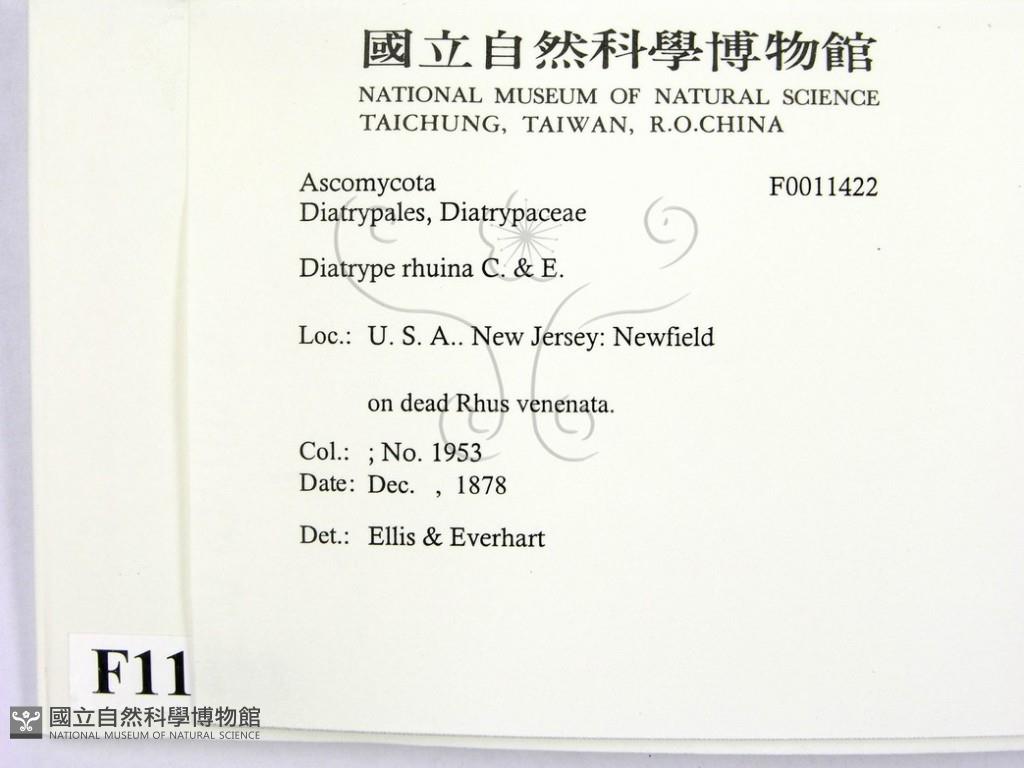 國立自然科學博物館
NATIONAL MUSEUM OF NATURAL SCIENCE
TAICHUNG, TAIWAN, R.O.CHINA
Ascomycota F0011422
Diatrypales, Diatrypaceae
Diatrype rhuina C. & E.
Loc.: U. S. A.. New Jersey: Newfield
on dead Rhus venenata.
Col.: ; No. 1953
Date: Dec. , 1878
Det.: Ellis & Everhart
F11
國立自然科學博物館
NATIONAL MUSEUM OF NATURAL SCIENCE